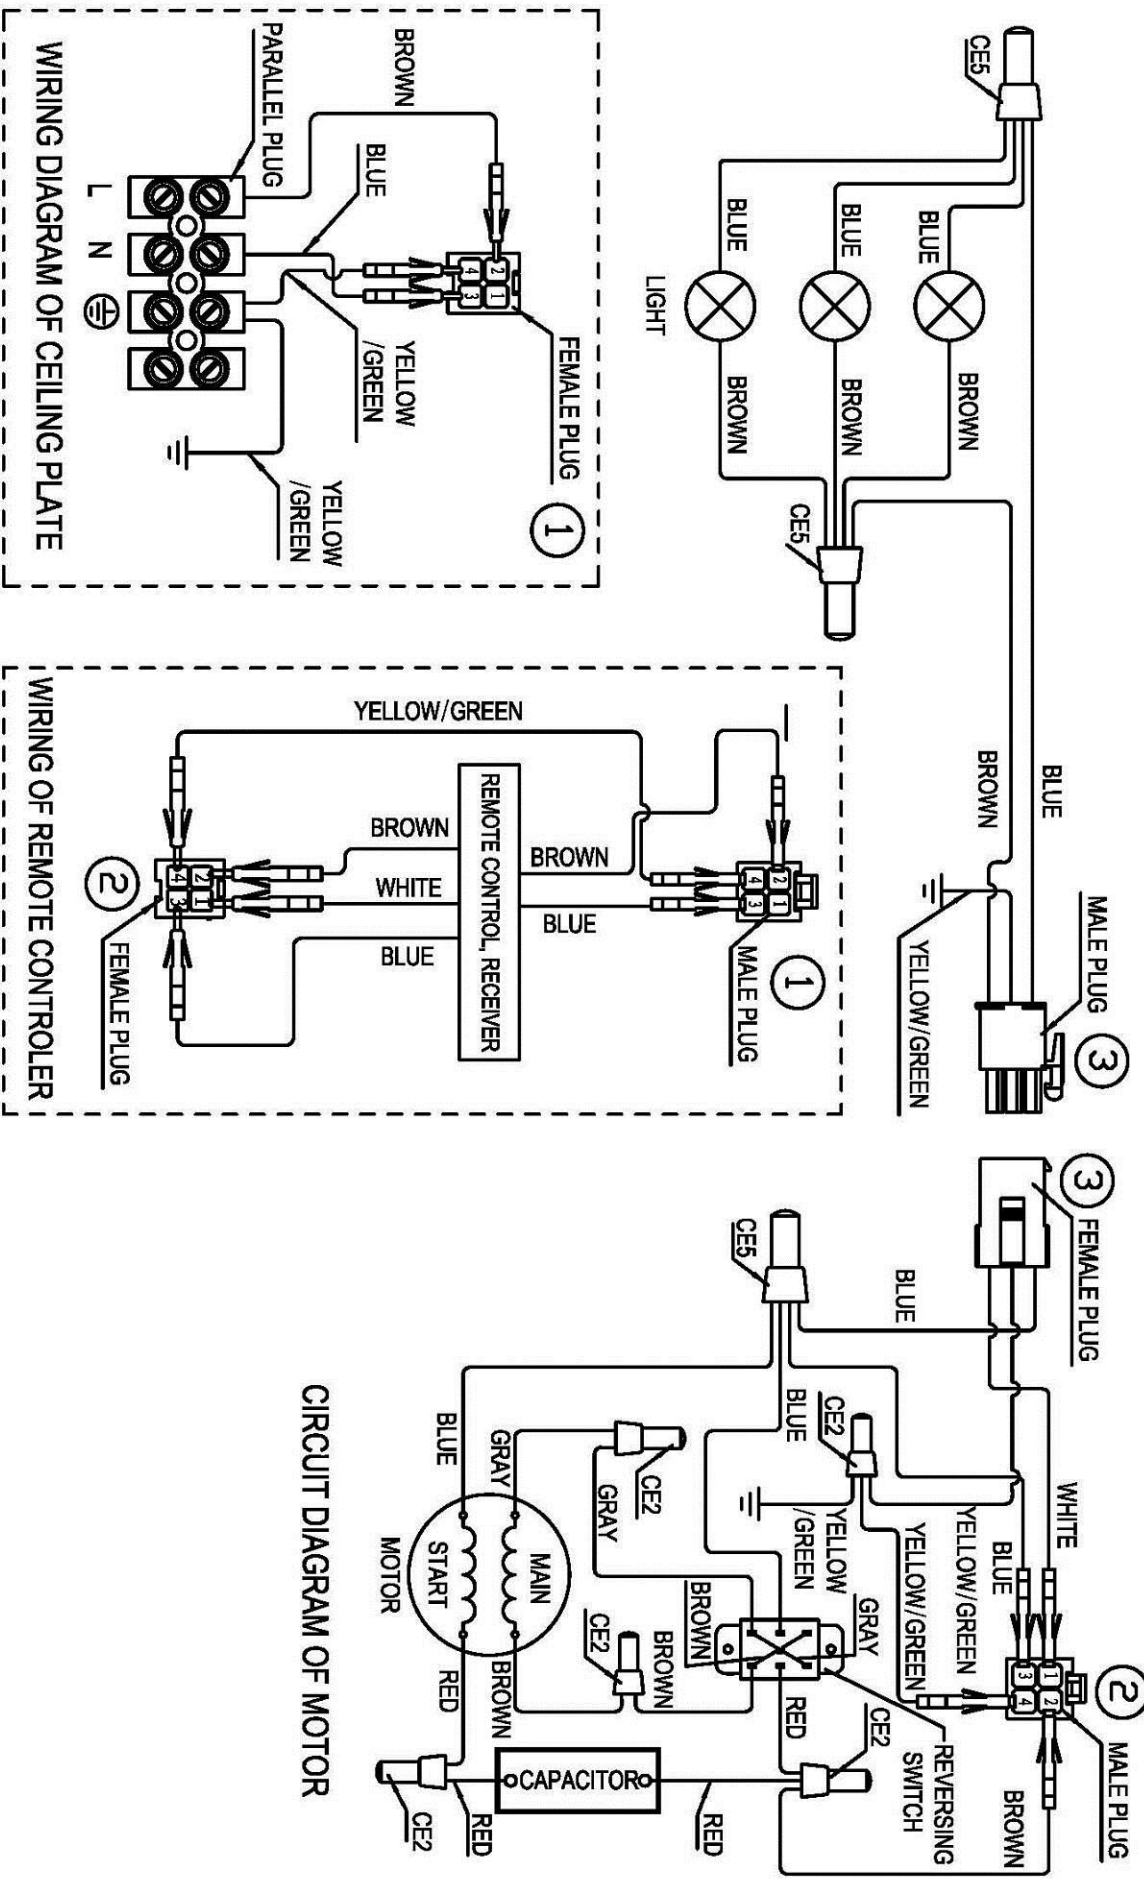 CE5
BLUE
BLUE
BLUE
LIGHT
BROWN
BROWN
BROWN
CE5
BLUE
BROWN
YELLOW/GREEN
MALE PLUG
3
BROWN
PARALLEL PLUG
BLUE
L
N
2
1
4
3
FEMALE PLUG
YELLOW
/GREEN
YELLOW
/GREEN
1
WIRING DIAGRAM OF CEILING PLATE
YELLOW/GREEN
BROWN
WHITE
BLUE
REMOTE CONTROL, RECEIVER
BROWN
BLUE
2
1
4
3
MALE PLUG
1
2
1
4
3
FEMALE PLUG
2
WIRING OF REMOTE CONTROLER
3
FEMALE PLUG
BLUE
CE5
WHITE
BLUE
YELLOW/GREEN
YELLOW/GREEN
YELLOW
/GREEN
CE2
BLUE
1
2
3
4
2
MALE PLUG
BROWN
GRAY
BROWN
REVERSING
SWITCH
RED
CE2
CE2
GRAY
GRAY
BLUE
MAIN
START
MOTOR
CE2
BROWN
BROWN
RED
CAPACITOR
RED
RED
CE2
CIRCUIT DIAGRAM OF MOTOR